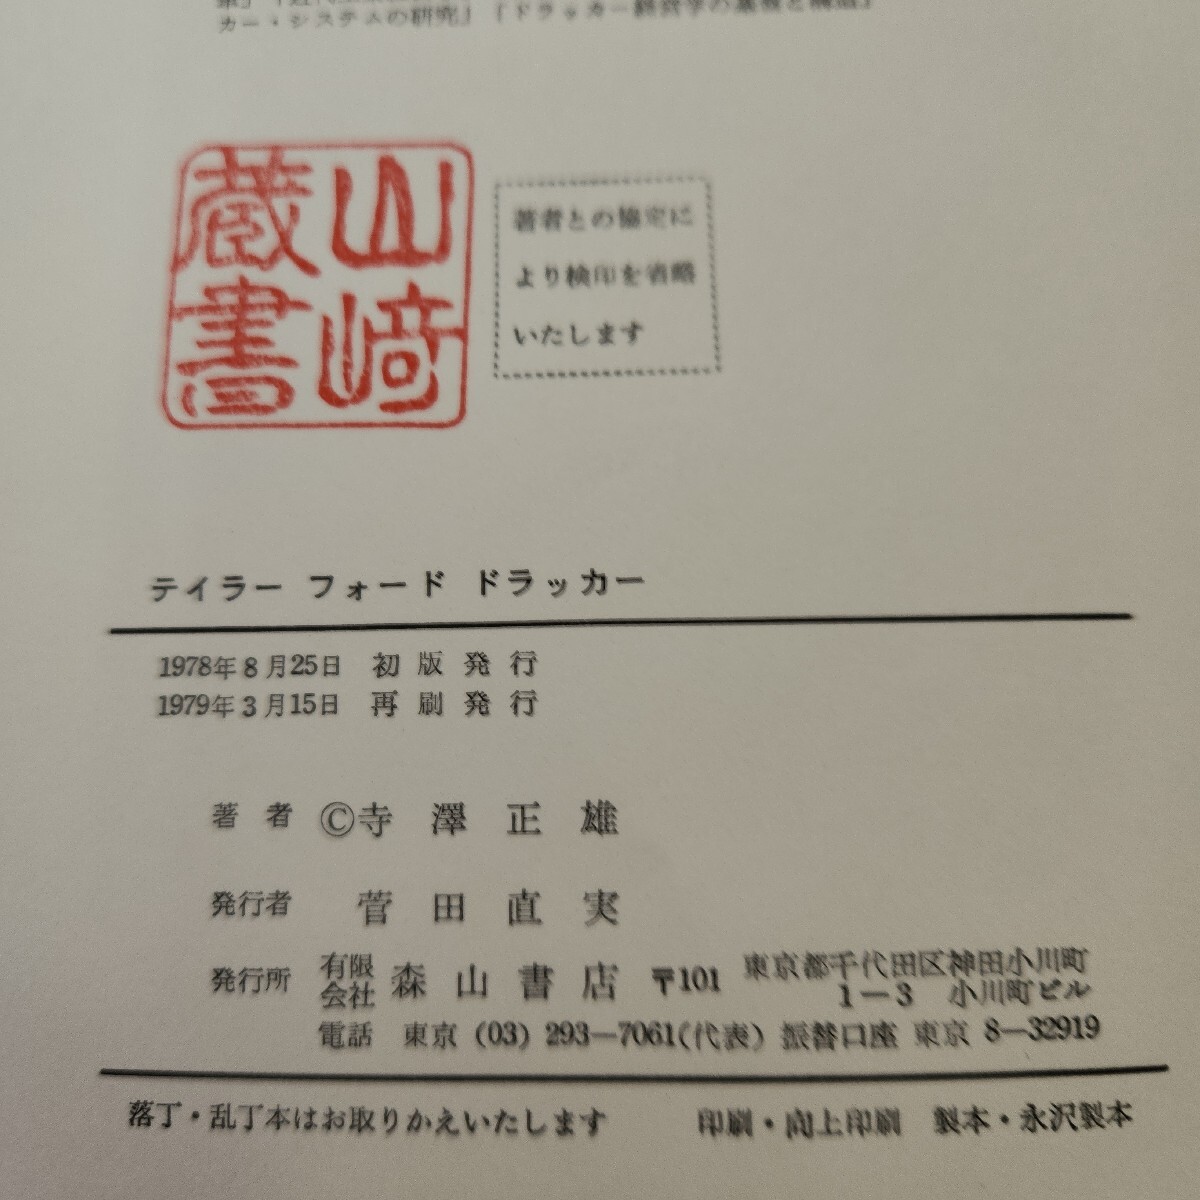 カー・システムの研究」「ドラッカー経営学の基盤と構造」
山﨑
蔵書
著者との協定に
より検印を省略
いたします
テイラー フォード ドラッカー
1978年8月25日 初版発行
1979年3月15日 再刷発行
著者 ©寺澤正雄
発行者 菅田直実
発行所 有限会社 森山書店 〒101 東京都千代田区神田小川町
1―3 小川町ビル
電話 東京 (03) 293―7061(代表) 振替口座 東京 8―32919
落丁・乱丁本はお取りかえいたします 印刷・向上印刷 製本・永沢製本